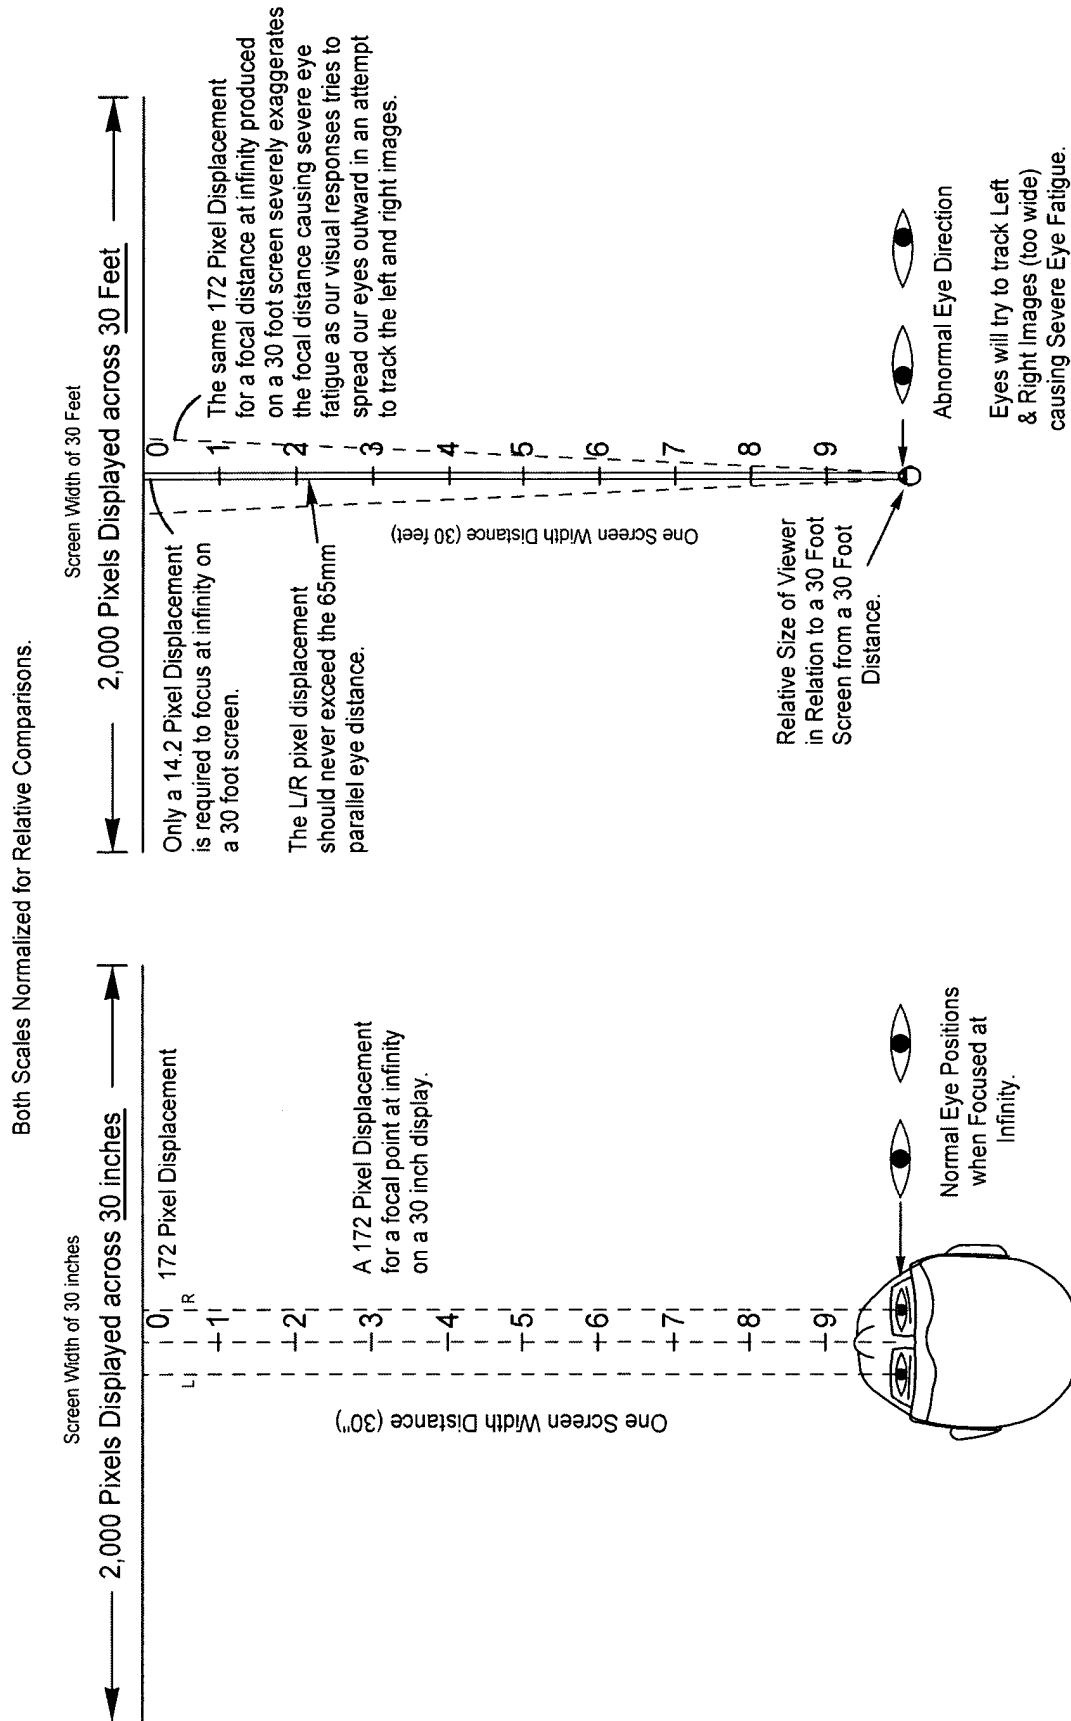 Both Scales Normalized for Relative Comparisons.
Screen Width of 30 inches
2,000 Pixels Displayed across 30 inches
172 Pixel Displacement
L
R
0
1
2
3
4
5
6
7
8
9
A 172 Pixel Displacement
for a focal point at infinity
on a 30 inch display.
One Screen Width Distance (30")
Normal Eye Positions
when Focused at
Infinity.
Screen Width of 30 Feet
2,000 Pixels Displayed across 30 Feet
Only a 14.2 Pixel Displacement
is required to focus at infinity on
a 30 foot screen.
The L/R pixel displacement
should never exceed the 65mm
parallel eye distance.
0
1
2
3
4
5
6
7
8
9
The same 172 Pixel Displacement
for a focal distance at infinity produced
on a 30 foot screen severely exaggerates
the focal distance causing severe eye
fatigue as our visual responses tries to
spread our eyes outward in an attempt
to track the left and right images.
One Screen Width Distance (30 feet)
Relative Size of Viewer
in Relation to a 30 Foot
Screen from a 30 Foot
Distance.
Abnormal Eye Direction
Eyes will try to track Left
& Right Images (too wide)
causing Severe Eye Fatigue.